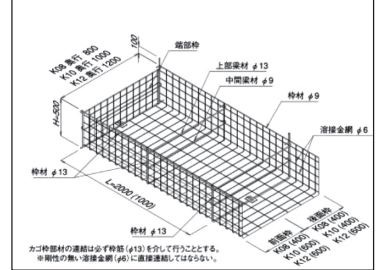 100
K08 奥行 800
K10 奥行 1000
K12 奥行 1200
端部枠
上部梁材 φ13
中間梁材 φ9
枠材 φ9
溶接金網 φ6
H=500
枠材 φ13
L=2000 (1000)
枠材 φ13
前面枠
K08 (400)
K10 (600)
K12 (600)
後面枠
K08 (400)
K10 (400)
K12 (600)
カゴ枠部材の連結は必ず枠筋(φ13)を介して行うこととする。
※剛性の無い溶接金網(φ6)に直接連結してはならない。